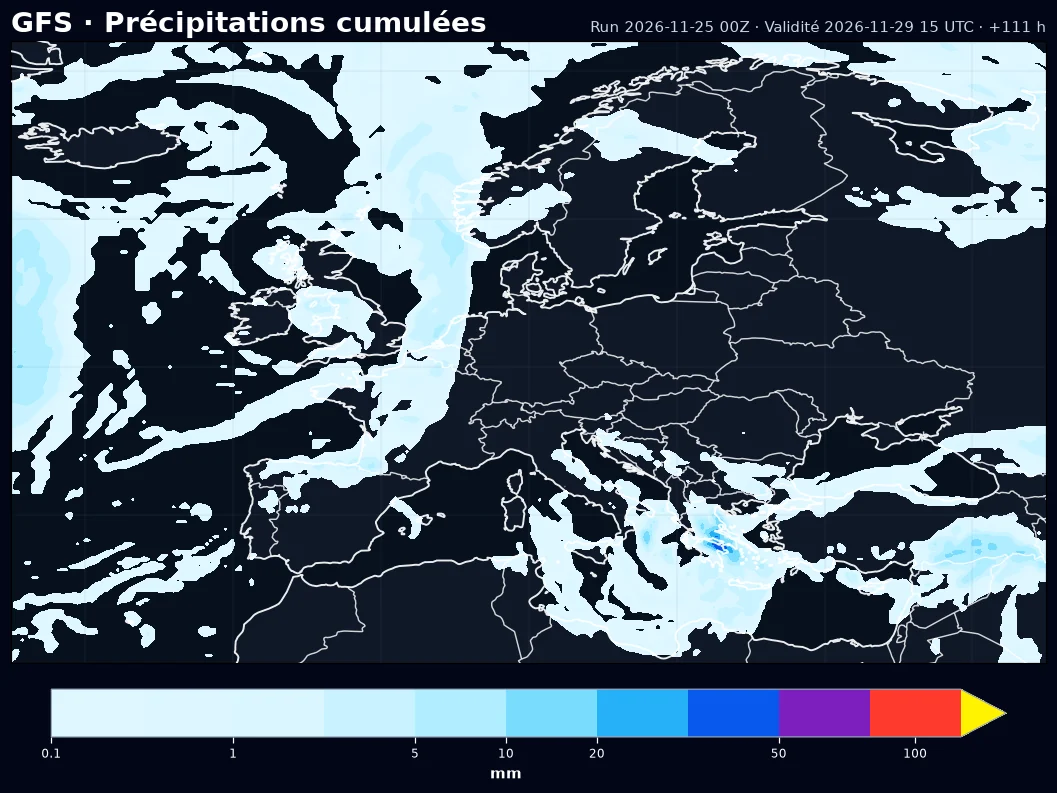 GFS · Précipitations cumulées
Run 2026-11-25 00Z · Validité 2026-11-29 15 UTC · +111 h
0.1 1 5 10 20 50 100
mm